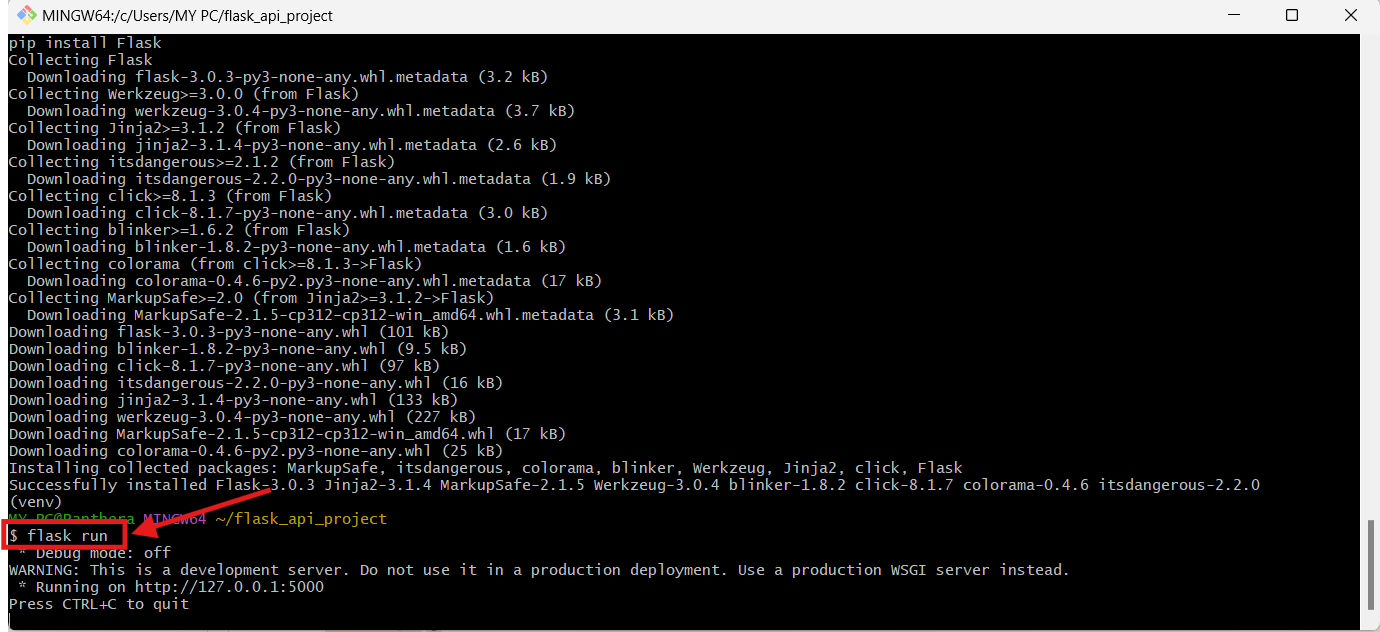 MINGW64:/c/Users/MY PC/flask_api_project
pip install Flask
Collecting Flask
  Downloading flask-3.0.3-py3-none-any.whl.metadata (3.2 kB)
Collecting Werkzeug>=3.0.0 (from Flask)
  Downloading werkzeug-3.0.4-py3-none-any.whl.metadata (3.7 kB)
Collecting Jinja2>=3.1.2 (from Flask)
  Downloading jinja2-3.1.4-py3-none-any.whl.metadata (2.6 kB)
Collecting itsdangerous>=2.1.2 (from Flask)
  Downloading itsdangerous-2.2.0-py3-none-any.whl.metadata (1.9 kB)
Collecting click>=8.1.3 (from Flask)
  Downloading click-8.1.7-py3-none-any.whl.metadata (3.0 kB)
Collecting blinker>=1.6.2 (from Flask)
  Downloading blinker-1.8.2-py3-none-any.whl.metadata (1.6 kB)
Collecting colorama (from click>=8.1.3->Flask)
  Downloading colorama-0.4.6-py2.py3-none-any.whl.metadata (17 kB)
Collecting MarkupSafe>=2.0 (from Jinja2>=3.1.2->Flask)
  Downloading MarkupSafe-2.1.5-cp312-cp312-win_amd64.whl.metadata (3.1 kB)
Downloading flask-3.0.3-py3-none-any.whl (101 kB)
Downloading blinker-1.8.2-py3-none-any.whl (9.5 kB)
Downloading click-8.1.7-py3-none-any.whl (97 kB)
Downloading itsdangerous-2.2.0-py3-none-any.whl (16 kB)
Downloading jinja2-3.1.4-py3-none-any.whl (133 kB)
Downloading werkzeug-3.0.4-py3-none-any.whl (227 kB)
Downloading MarkupSafe-2.1.5-cp312-cp312-win_amd64.whl (17 kB)
Downloading colorama-0.4.6-py2.py3-none-any.whl (25 kB)
Installing collected packages: MarkupSafe, itsdangerous, colorama, blinker, Werkzeug, Jinja2, click, Flask
Successfully installed Flask-3.0.3 Jinja2-3.1.4 MarkupSafe-2.1.5 Werkzeug-3.0.4 blinker-1.8.2 click-8.1.7 colorama-0.4.6 itsdangerous-2.2.0
(venv)
MY PC@Panthera MINGW64 ~/flask_api_project
$ flask run
 * Debug mode: off
WARNING: This is a development server. Do not use it in a production deployment. Use a production WSGI server instead.
 * Running on http://127.0.0.1:5000
Press CTRL+C to quit